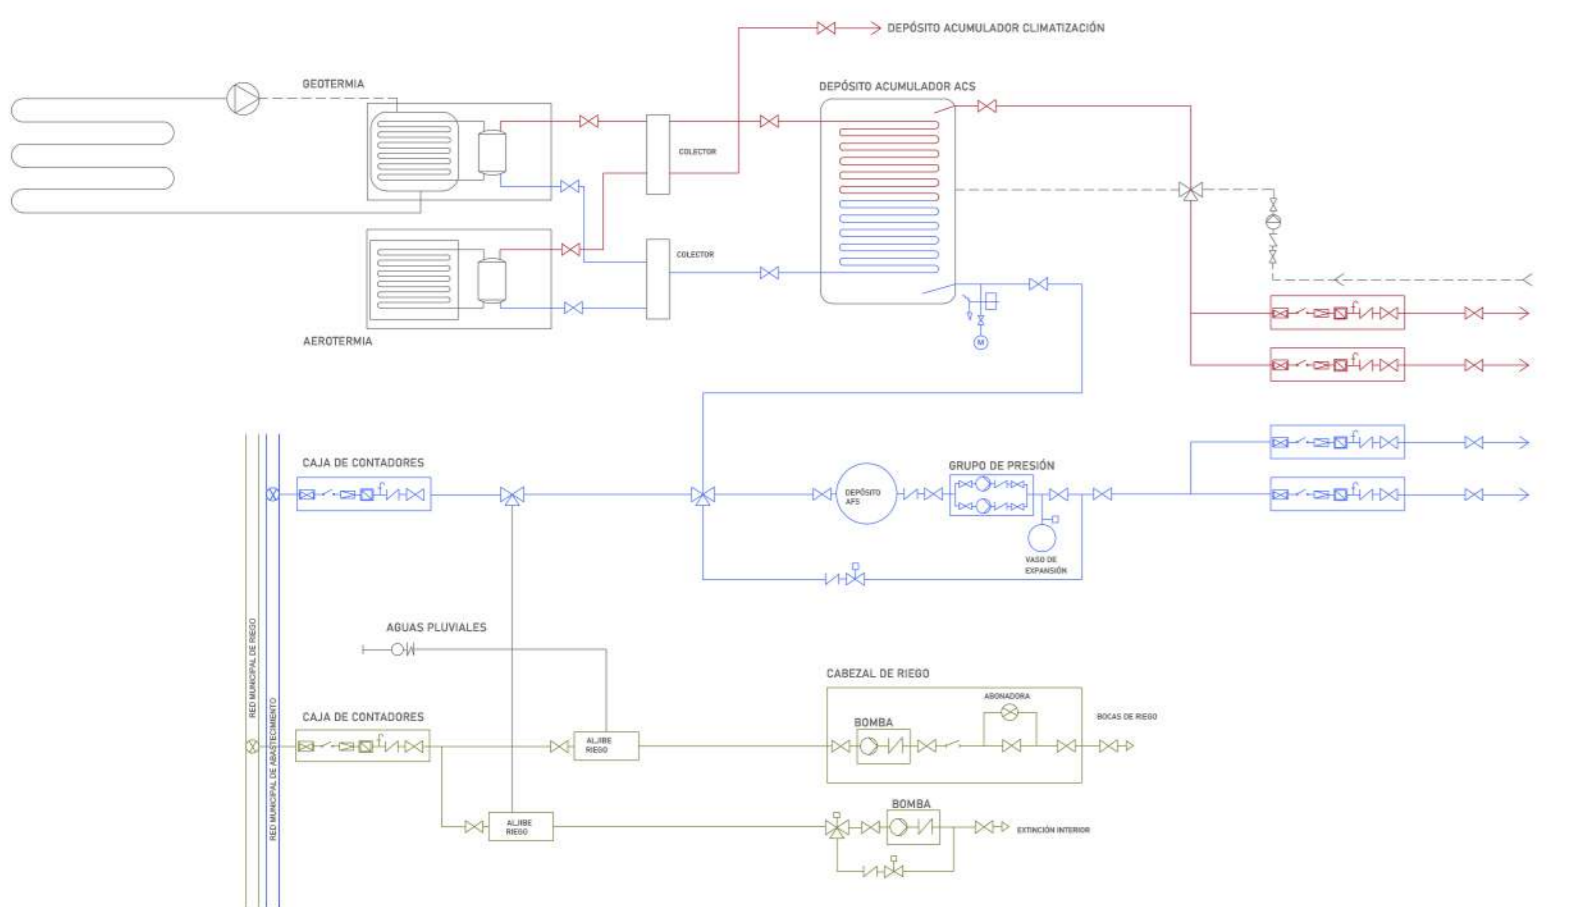 DEPÓSITO ACUMULADOR CLIMATIZACIÓN
GEOTERMIA
DEPÓSITO ACUMULADOR ACS
COLECTOR
COLECTOR
AEROTERMIA
M
CAJA DE CONTADORES
GRUPO DE PRESIÓN
DEPÓSITO
AFS
VASO DE
EXPANSIÓN
AGUAS PLUVIALES
RED MUNICIPAL DE RIEGO
RED MUNICIPAL DE ABASTECIMIENTO
CABEZAL DE RIEGO
ABONADORA
CAJA DE CONTADORES
BOMBA
BOCAS DE RIEGO
ALJIBE
RIEGO
BOMBA
ALJIBE
RIEGO
EXTINCIÓN INTERIOR